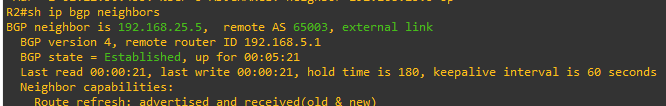 R2#sh ip bgp neighbors
BGP neighbor is 192.168.25.5,  remote AS 65003, external link
  BGP version 4, remote router ID 192.168.5.1
  BGP state = Established, up for 00:05:21
  Last read 00:00:21, last write 00:00:21, hold time is 180, keepalive interval is 60 seconds
  Neighbor capabilities:
    Route refresh: advertised and received(old & new)